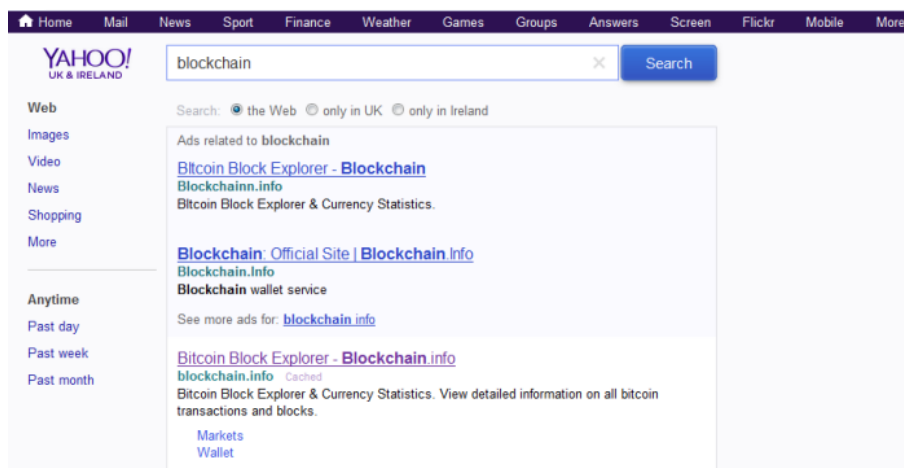 Home Mail News Sport Finance Weather Games Groups Answers Screen Flickr Mobile More
YAHOO!
UK & IRELAND
blockchain
Search
Web
Images
Video
News
Shopping
More
Anytime
Past day
Past week
Past month
Search: the Web only in UK only in Ireland
Ads related to blockchain
BItcoin Block Explorer - Blockchain
Blockchainn.info
BItcoin Block Explorer & Currency Statistics.
Blockchain: Official Site | Blockchain.Info
Blockchain.Info
Blockchain wallet service
See more ads for: blockchain info
Bitcoin Block Explorer - Blockchain.info
blockchain.info Cached
Bitcoin Block Explorer & Currency Statistics. View detailed information on all bitcoin
transactions and blocks.
Markets
Wallet